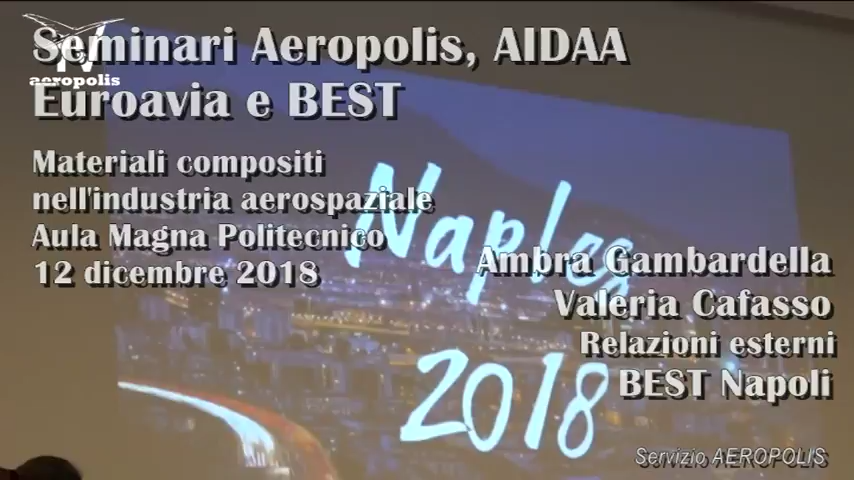 Seminari Aeropolis, AIDAA
TV
aeropolis
Euroavia e BEST
Materiali compositi
nell'industria aerospaziale
Aula Magna Politecnico
12 dicembre 2018
Naples
2018
Ambra Gambardella
Valeria Cafasso
Relazioni esterni
BEST Napoli
Servizio AEROPOLIS